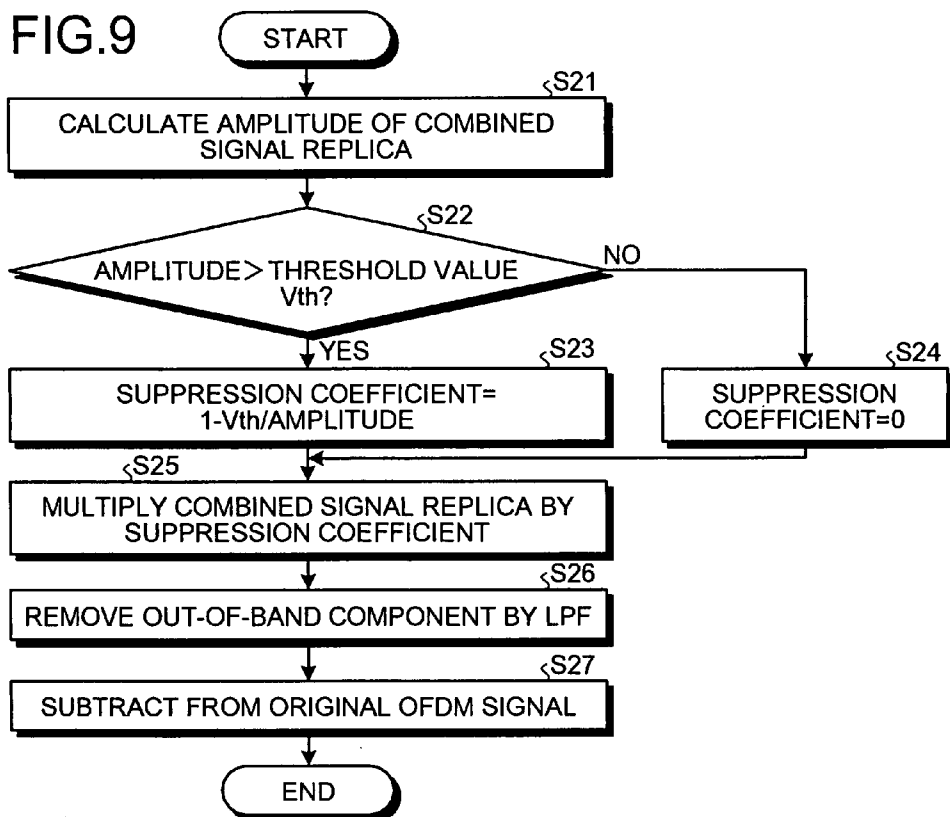 FIG.9
START
S21
CALCULATE AMPLITUDE OF COMBINED
SIGNAL REPLICA
S22
AMPLITUDE＞THRESHOLD VALUE
Vth?
NO
YES
S23
SUPPRESSION COEFFICIENT=
1-Vth/AMPLITUDE
S24
SUPPRESSION
COEFFICIENT=0
S25
MULTIPLY COMBINED SIGNAL REPLICA BY
SUPPRESSION COEFFICIENT
S26
REMOVE OUT-OF-BAND COMPONENT BY LPF
S27
SUBTRACT FROM ORIGINAL OFDM SIGNAL
END